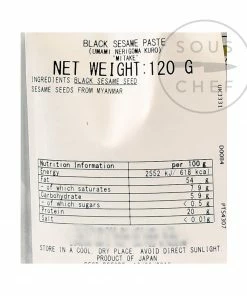 BLACK SESAME PASTE
(UMAMI NERIGOMA KURO)
"MITAKE"
NET WEIGHT:120 G
INGREDIENTS BLACK SESAME SEED
SESAME SEEDS FROM MYANMAR
SOUS
CHEF
Nutrition Information per 100g
Energy 2552 kJ/ 618 kcal
Fat 54 g
- of which saturates 7.9 g
Carbohydrate 5.9 g
- of which sugars < 0.5 g
Protein 20 g
Salt < 0.01g
STORE IN A COOL, DRY PLACE AVOID DIRECT SUNLIGHT.
PRODUCT OF JAPAN